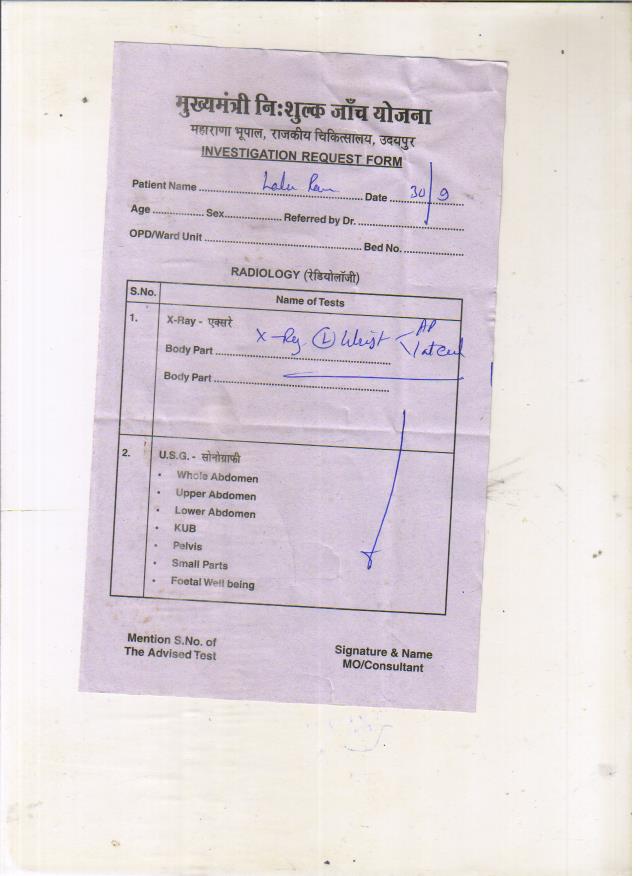 मुख्यमंत्री निःशुल्क जाँच योजना
महाराणा भूपाल, राजकीय चिकित्सालय, उदयपुर
INVESTIGATION REQUEST FORM
Patient Name ........ Lalu Ram ........ Date ........ 30/9
Age ........ Sex ........ Referred by Dr. ........
OPD/Ward Unit ........ Bed No. ........
RADIOLOGY (रेडियोलॉजी)
S.No. Name of Tests
1. X-Ray - एक्सरे
X-Ray (L) Wrist AP
Body Part ........ Lateral
Body Part ........
2. U.S.G. - सोनोग्राफी
• Whole Abdomen
• Upper Abdomen
• Lower Abdomen
• KUB
• Pelvis
• Small Parts
• Foetal Well being
Mention S.No. of
The Advised Test
Signature & Name
MO/Consultant